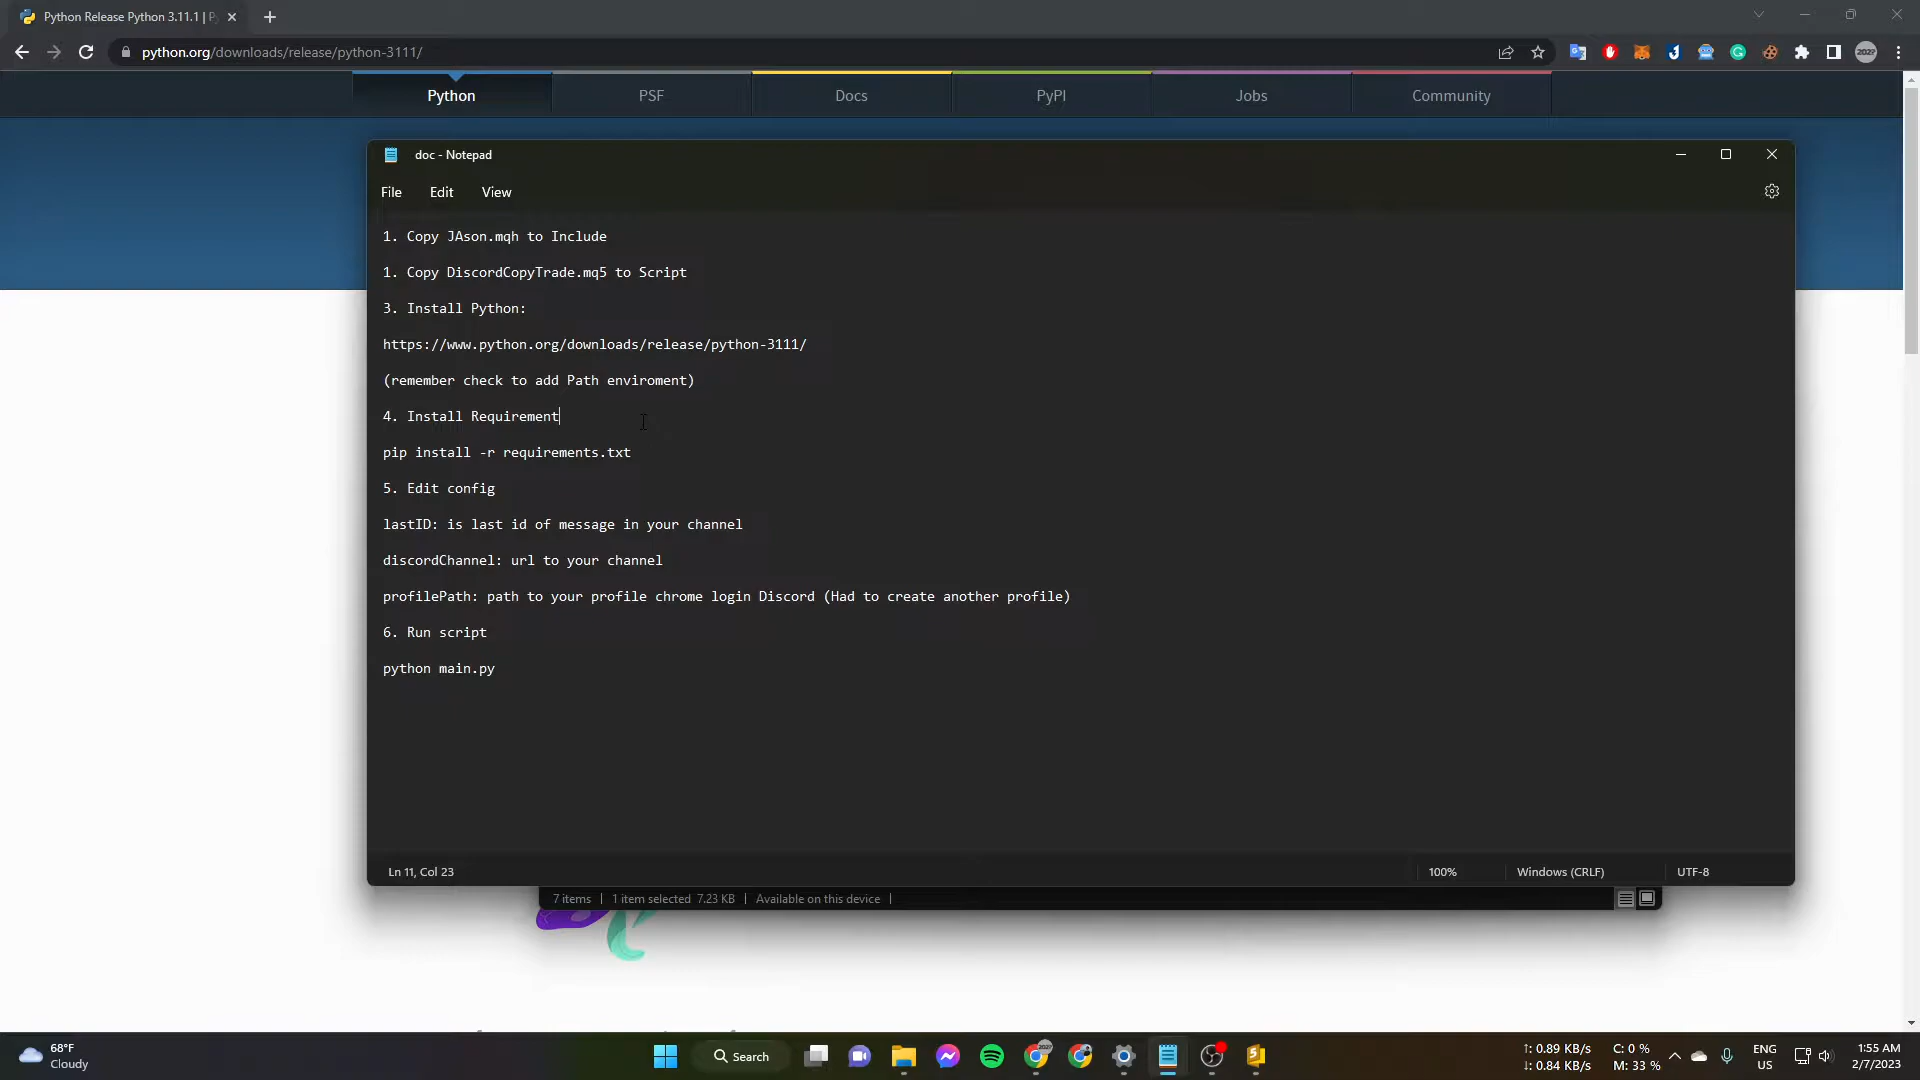 Python Release Python 3.11.1 | P
python.org/downloads/release/python-3111/
Python
PSF
Docs
PyPI
Jobs
Community
doc - Notepad
File
Edit
View
1. Copy JAson.mqh to Include
1. Copy DiscordCopyTrade.mq5 to Script
3. Install Python:
https://www.python.org/downloads/release/python-3111/
(remember check to add Path enviroment)
4. Install Requirement
pip install -r requirements.txt
5. Edit config
lastID: is last id of message in your channel
discordChannel: url to your channel
profilePath: path to your profile chrome login Discord (Had to create another profile)
6. Run script
python main.py
Ln 11, Col 23
100%
Windows (CRLF)
UTF-8
7 items | 1 item selected 7.23 KB | Available on this device |
68°F
Cloudy
Search
↑: 0.89 KB/s
↓: 0.84 KB/s
C: 0 %
M: 33 %
ENG
US
1:55 AM
2/7/2023